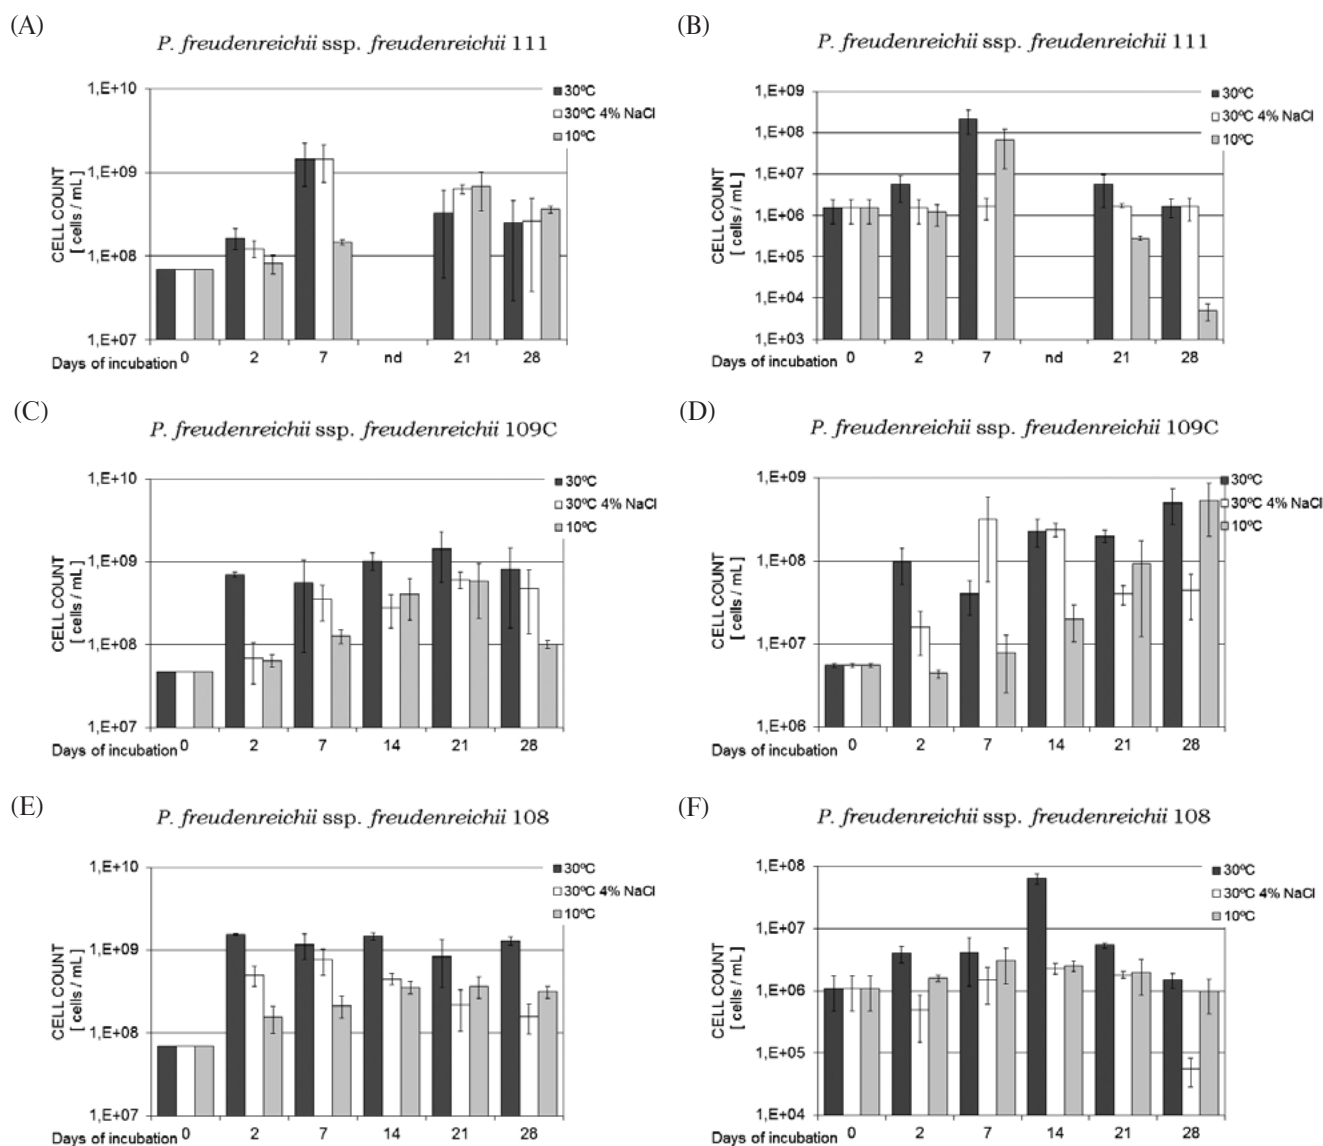 (A)
P. freudenreichii ssp. freudenreichii 111
1,E+10
1,E+09
1,E+08
1,E+07
CELL COUNT
[ cells / mL]
30ºC
30ºC 4% NaCl
10ºC
Days of incubation 0 2 7 nd 21 28
(B)
P. freudenreichii ssp. freudenreichii 111
1,E+09
1,E+08
1,E+07
1,E+06
1,E+05
1,E+04
1,E+03
CELL COUNT
[ cells / mL]
30ºC
30ºC 4% NaCl
10ºC
Days of incubation 0 2 7 nd 21 28
(C)
P. freudenreichii ssp. freudenreichii 109C
1,E+10
1,E+09
1,E+08
1,E+07
CELL COUNT
[ cells / mL]
30ºC
30ºC 4% NaCl
10ºC
Days of incubation 0 2 7 14 21 28
(D)
P. freudenreichii ssp. freudenreichii 109C
1,E+09
1,E+08
1,E+07
1,E+06
CELL COUNT
[ cells / mL]
30ºC
30ºC 4% NaCl
10ºC
Days of incubation 0 2 7 14 21 28
(E)
P. freudenreichii ssp. freudenreichii 108
1,E+10
1,E+09
1,E+08
1,E+07
CELL COUNT
[ cells / mL]
30ºC
30ºC 4% NaCl
10ºC
Days of incubation 0 2 7 14 21 28
(F)
P. freudenreichii ssp. freudenreichii 108
1,E+08
1,E+07
1,E+06
1,E+05
1,E+04
CELL COUNT
[ cells / mL]
30ºC
30ºC 4% NaCl
10ºC
Days of incubation 0 2 7 14 21 28